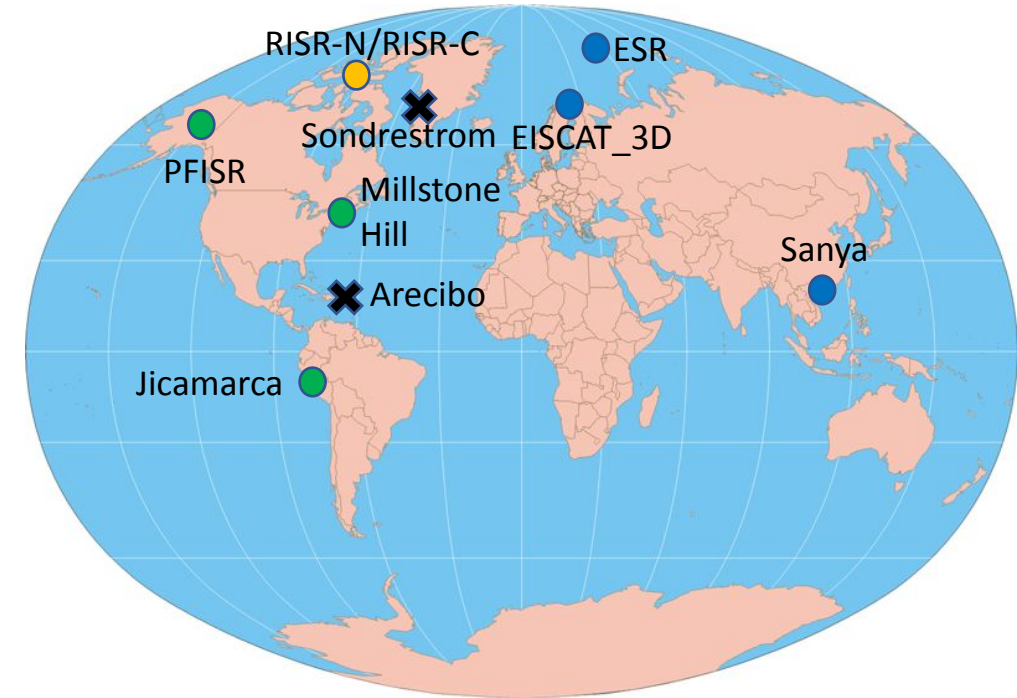 RISR-N/RISR-C
ESR
Sondrestrom
EISCAT_3D
PFISR
Millstone
Hill
Sanya
Arecibo
Jicamarca